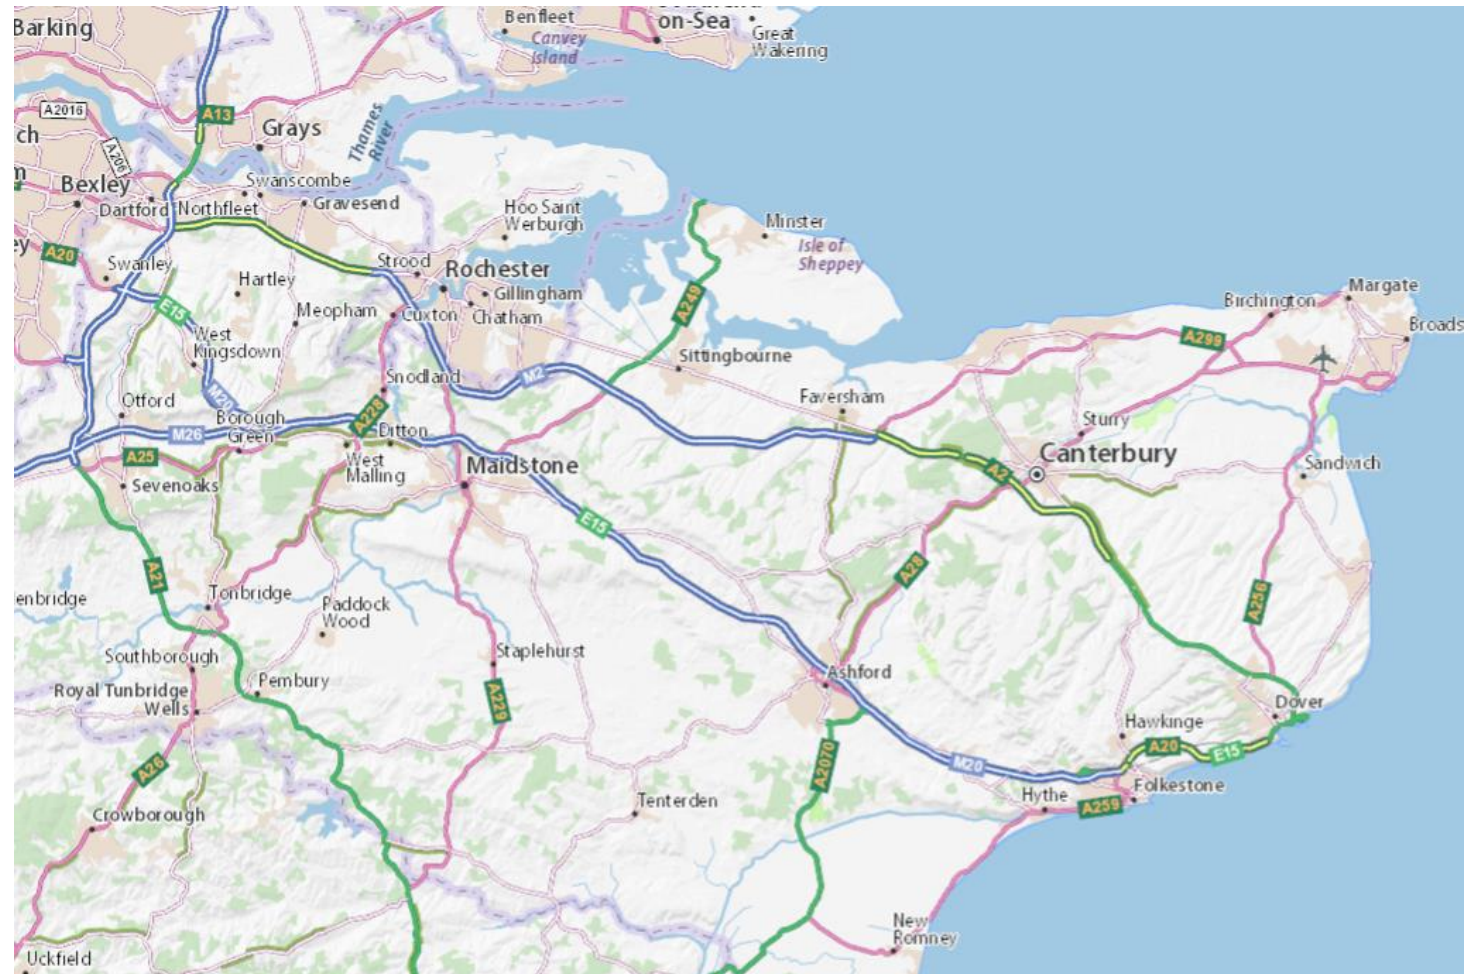 Barking
Benfleet
on-Sea
Great
Wakering
Canvey
Island
A2016
A13
Grays
Thames
River
ch
A206
m
Bexley
Swanscombe
Dartford
Northfleet
Gravesend
Hoo Saint
Werburgh
Minster
Isle of
Sheppey
ey
A20
Swanley
Hartley
Strood
Rochester
Gillingham
Chatham
Cuxton
Meopham
E15
A249
Birchington
Margate
Broads
A299
West
Kingsdown
Sittingbourne
Snodland
M2
M20
Otford
Faversham
A228
Borough
Green
M26
Ditton
Sturry
A25
West
Malling
Maidstone
A2
Canterbury
Sandwich
Sevenoaks
E15
A21
A28
A256
enbridge
Tonbridge
Paddock
Wood
Southborough
Staplehurst
Ashford
Royal Tunbridge
Wells
Pembury
A229
Dover
Hawkinge
A20
E15
A26
A2070
M20
Folkestone
Hythe
A259
Tenterden
Crowborough
New
Romney
Uckfield